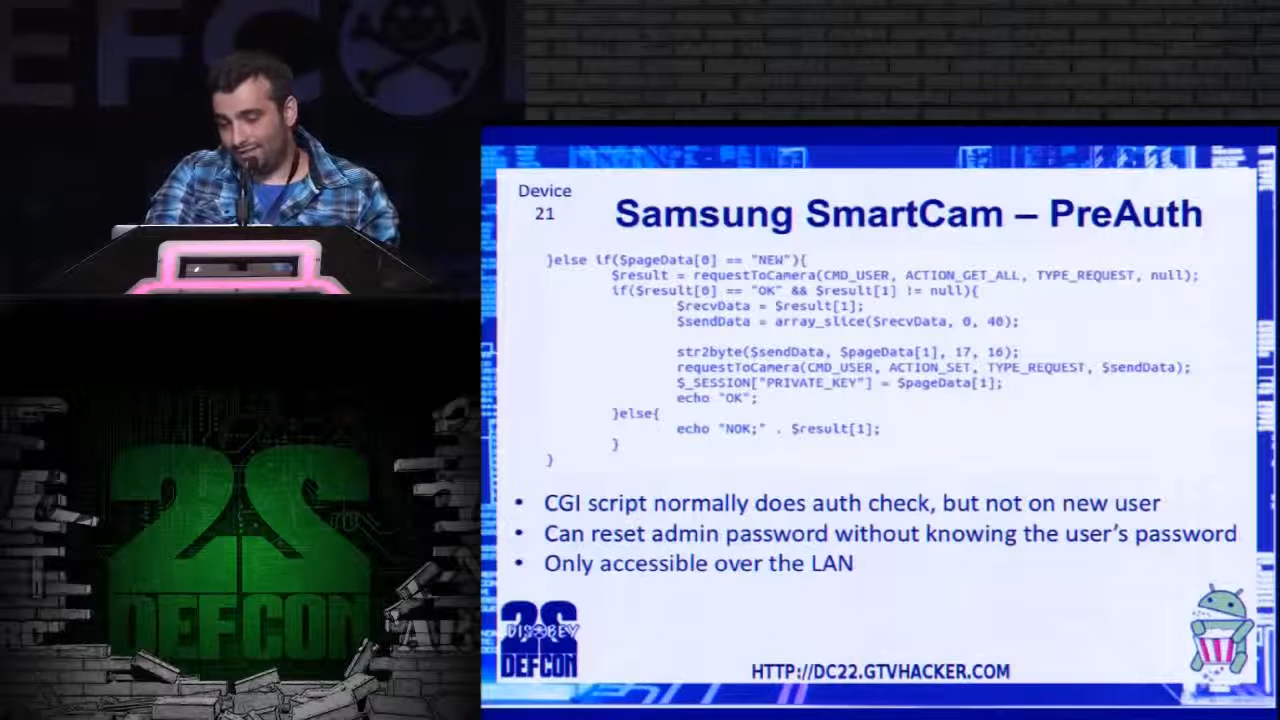 EFCO
Device
21
Samsung SmartCam – PreAuth
}else if($pageData[0] == "NEW"){
$result = requestToCamera(CMD_USER, ACTION_GET_ALL, TYPE_REQUEST, null);
if($result[0] == "OK" && $result[1] != null){
$recvData = $result[1];
$sendData = array_slice($recvData, 0, 40);
str2byte($sendData, $pageData[1], 17, 16);
requestToCamera(CMD_USER, ACTION_SET, TYPE_REQUEST, $sendData);
$_SESSION["PRIVATE_KEY"] = $pageData[1];
echo "OK";
}else{
echo "NOK;" . $result[1];
}
}
• CGI script normally does auth check, but not on new user
• Can reset admin password without knowing the user's password
• Only accessible over the LAN
22
DISOBEY
DEFCON
HTTP://DC22.GTVHACKER.COM
22
DEFCON